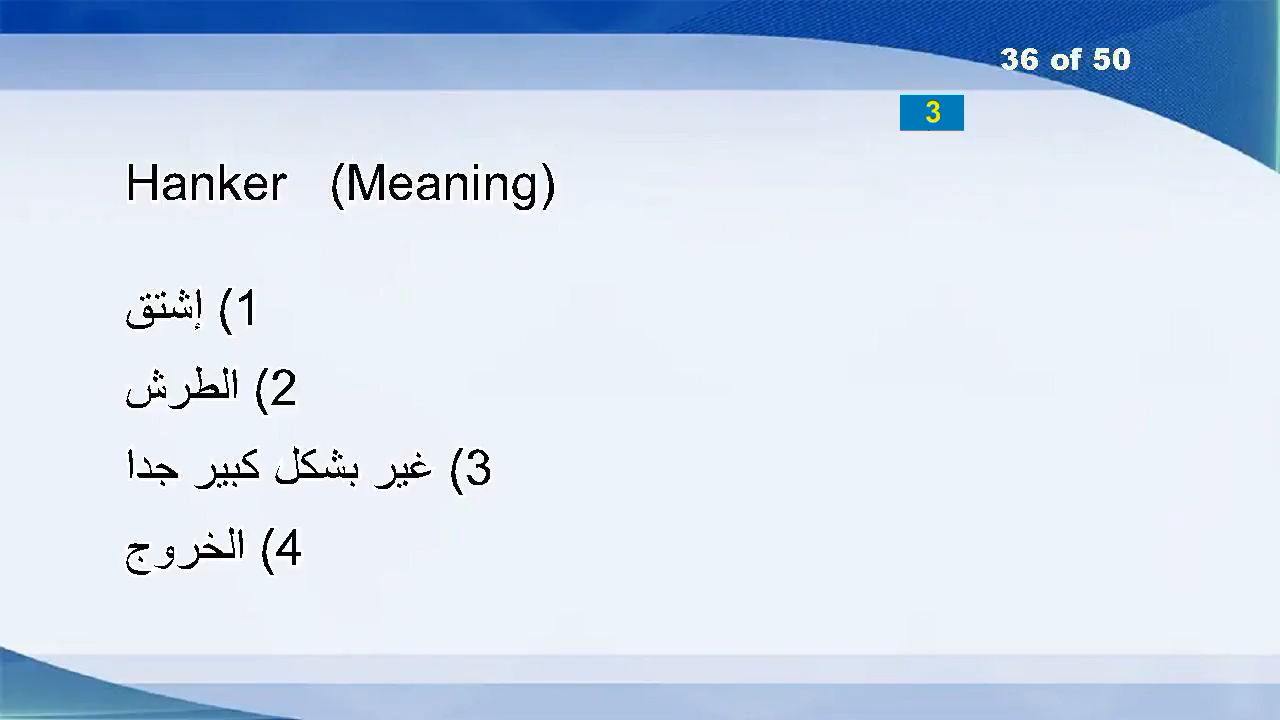 36 of 50
3
Hanker (Meaning)
1) إشتق
2) الطرش
3) غير بشكل كبير جدا
4) الخروج